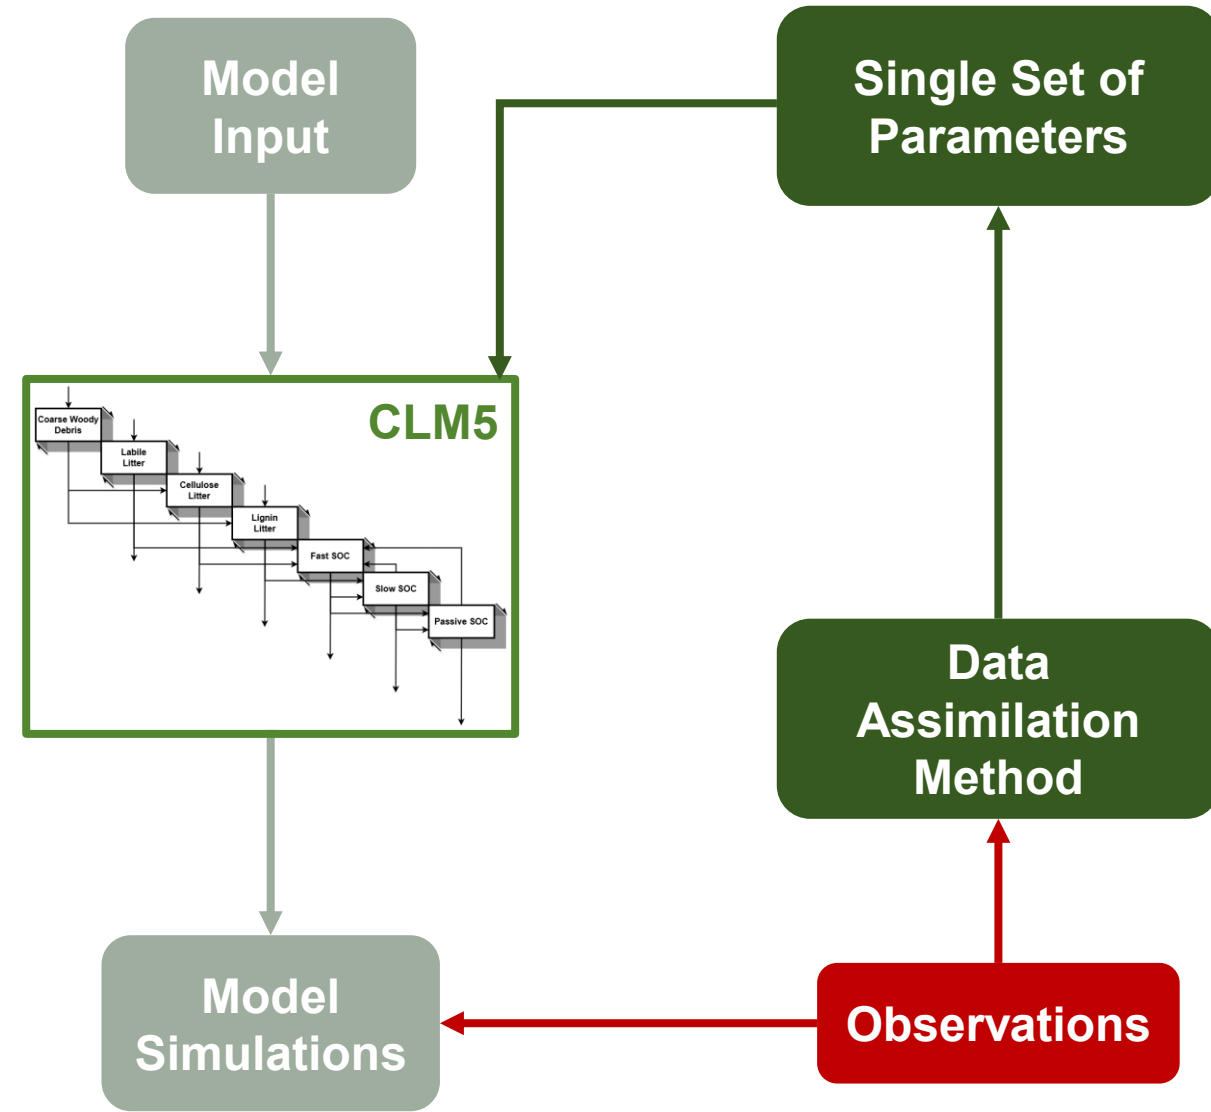 Model
Input
Single Set of
Parameters
CLM5
Coarse Woody
Debris
Labile
Litter
Cellulose
Litter
Lignin
Litter
Fast SOC
Slow SOC
Passive SOC
Data
Assimilation
Method
Model
Simulations
Observations